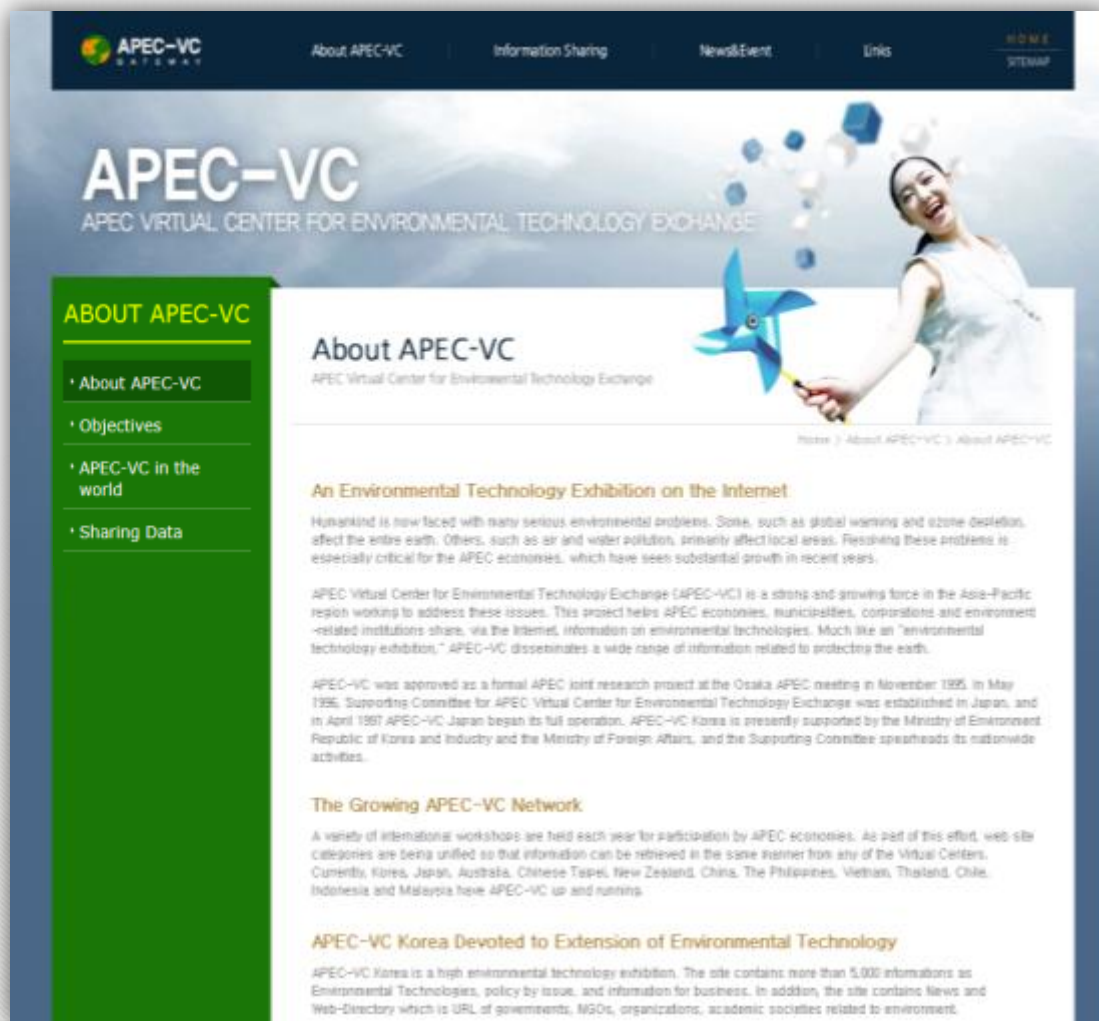 APEC-VC
GATEWAY
About APEC-VC
Information Sharing
News&Event
Links
HOME
SITEMAP
APEC-VC
APEC VIRTUAL CENTER FOR ENVIRONMENTAL TECHNOLOGY EXCHANGE
ABOUT APEC-VC
About APEC-VC
Objectives
APEC-VC in the
world
Sharing Data
About APEC-VC
APEC Virtual Center for Enviromental Technology Exchange
Home > About APEC-VC > About APEC-VC
An Environmental Technology Exhibition on the Internet
Humankind is now faced with many serious environmental problems. Some, such as global warming and ozone depletion,
affect the entire earth. Others, such as air and water pollution, primarily affect local areas. Resolving these problems is
especially critical for the APEC economies, which have seen substantial growth in recent years.
APEC Virtual Center for Environmental Technology Exchange (APEC-VC) is a strong and growing force in the Asia-Pacific
region working to address these issues. This project helps APEC economies, municipalities, corporations and environment
-related institutions share, via the Internet, information on environmental technologies. Much like an "environmental
technology exhibition," APEC-VC disseminates a wide range of information related to protecting the earth.
APEC-VC was approved as a formal APEC joint research project at the Osaka APEC meeting in November 1995. In May
1996, Supporting Committee for APEC Virtual Center for Environmental Technology Exchange was established in Japan, and
in April 1997 APEC-VC Japan began its full operation. APEC-VC Korea is presently supported by the Ministry of Environment
Republic of Korea and Industry and the Ministry of Foreign Affairs, and the Supporting Committee spearheads its nationwide
activities.
The Growing APEC-VC Network
A variety of international workshops are held each year for participation by APEC economies. As part of this effort, web site
categories are being unified so that information can be retrieved in the same manner from any of the Virtual Centers.
Currently, Korea, Japan, Australia, Chinese Taipei, New Zealand, China, The Philippines, Vietnam, Thailand, Chile,
Indonesia and Malaysia have APEC-VC up and running.
APEC-VC Korea Devoted to Extension of Environmental Technology
APEC-VC Korea is a high environmental technology exhibition. The site contains more than 5,000 informations as
Environmental Technologies, policy by issue, and information for business. In addition, the site contains News and
Web-Directory which is URL of governments, NGOs, organizations, academic societies related to environment.